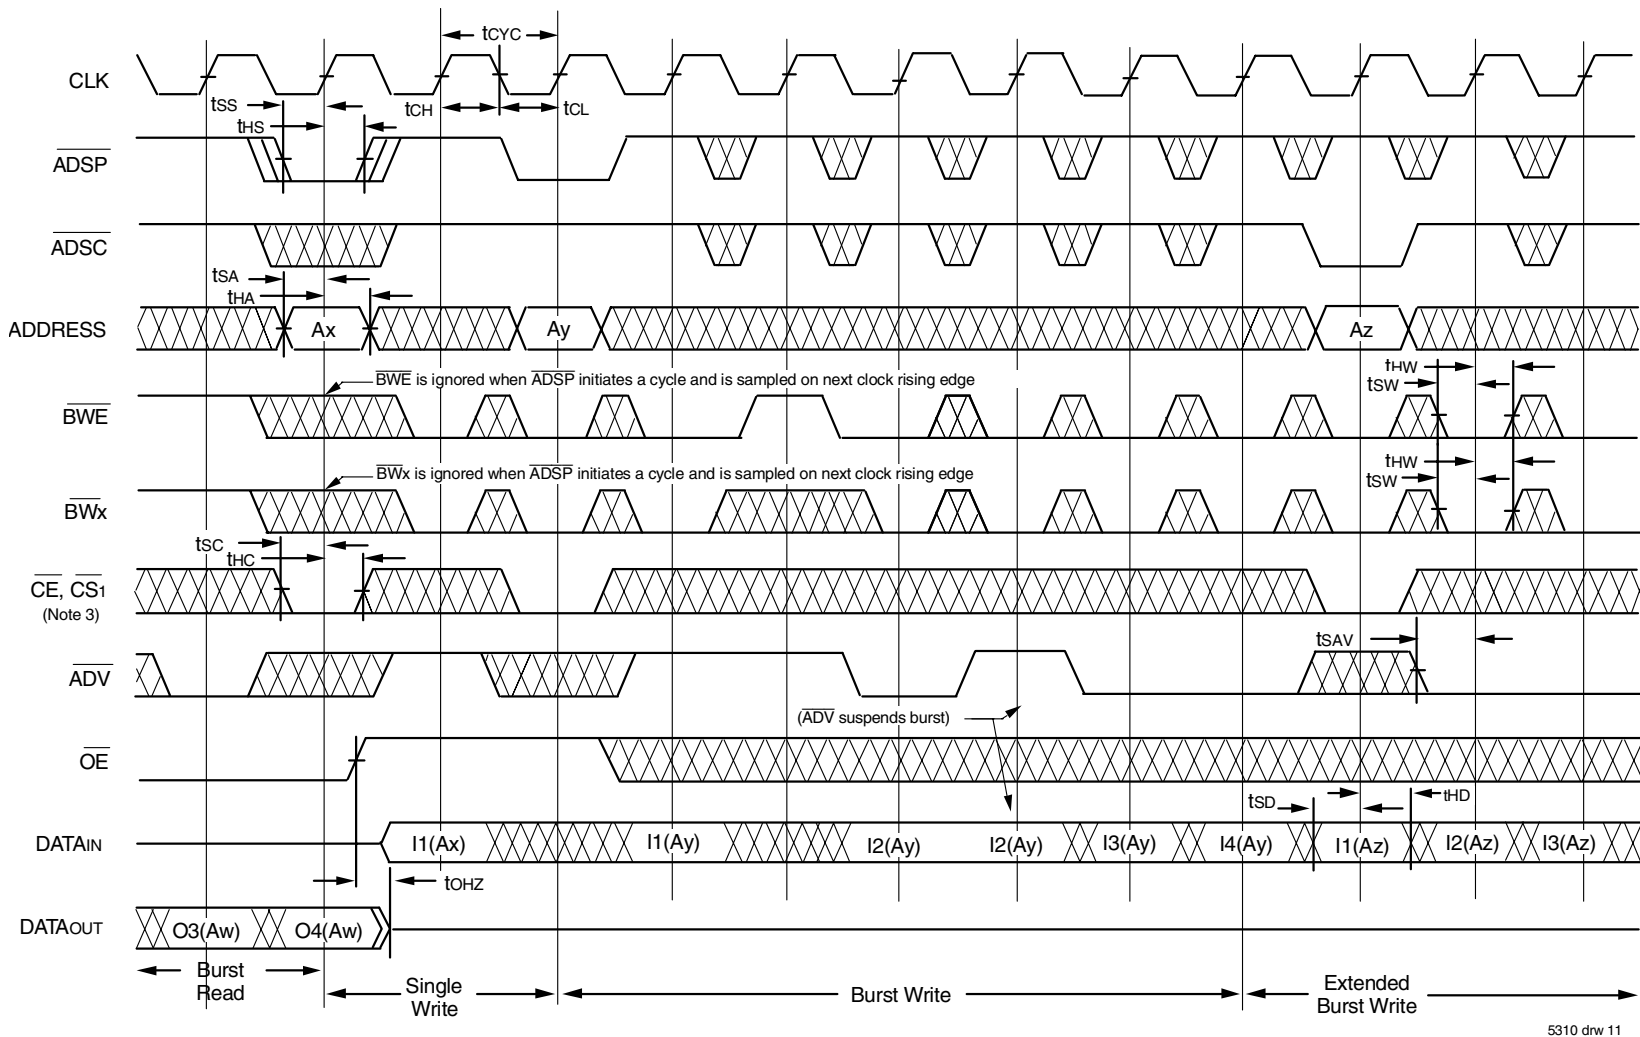 tCYC
CLK
tSS
tCH
tCL
tHS
ADSP
ADSC
tSA
tHA
ADDRESS
Ax
Ay
Az
BWE is ignored when ADSP initiates a cycle and is sampled on next clock rising edge
tHW
tSW
BWE
BWx is ignored when ADSP initiates a cycle and is sampled on next clock rising edge
tHW
tSW
BWx
tSC
tHC
CE, CS1
(Note 3)
tSAV
ADV
(ADV suspends burst)
OE
tSD
tHD
DATAIN
I1(Ax)
I1(Ay)
I2(Ay)
I2(Ay)
I3(Ay)
I4(Ay)
I1(Az)
I2(Az)
I3(Az)
tOHZ
DATAOUT
O3(Aw)
O4(Aw)
Burst
Read
Single
Write
Burst Write
Extended
Burst Write
5310 drw 11